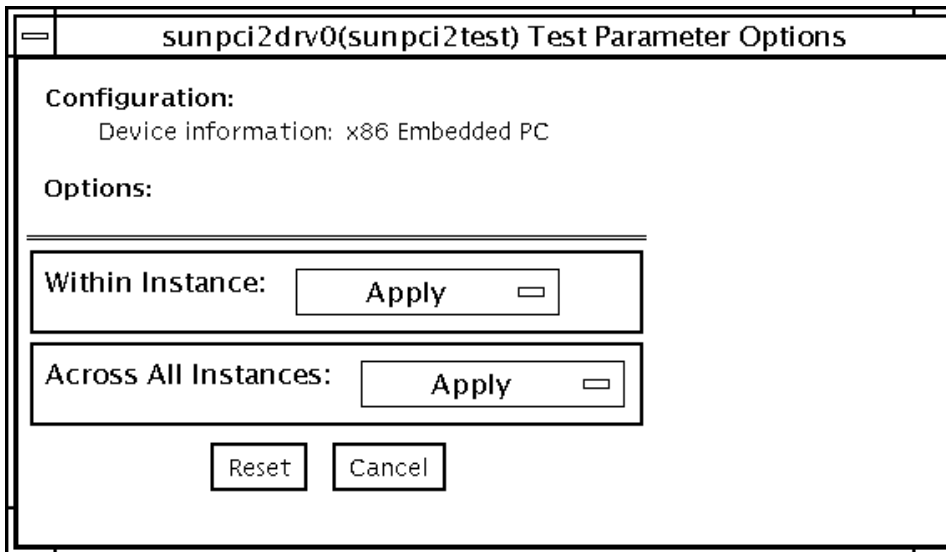 sunpci2drv0(sunpci2test) Test Parameter Options
Configuration:
Device information: x86 Embedded PC
Options:
Within Instance: Apply
Across All Instances: Apply
Reset Cancel